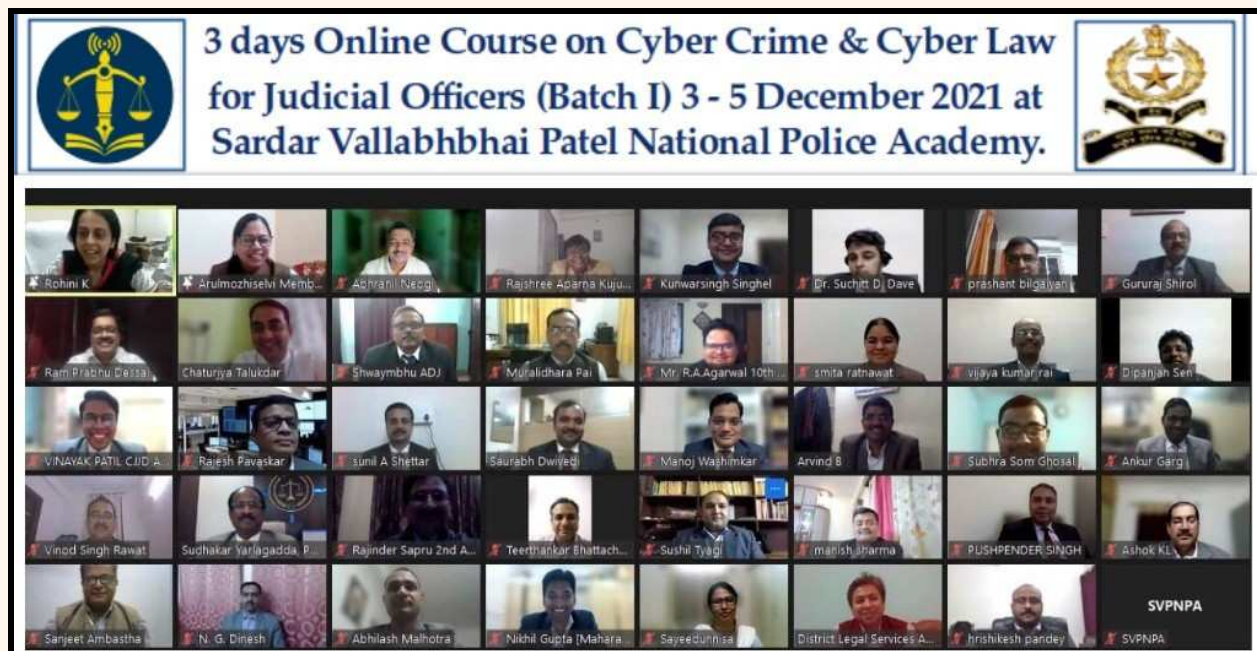 3 days Online Course on Cyber Crime & Cyber Law
for Judicial Officers (Batch I) 3 - 5 December 2021 at
Sardar Vallabhbhai Patel National Police Academy.
Rohini K
Arulmozhiselvi Memb...
Abhranil Neogi
Rajshree Aparna Kuju...
Kunwarsingh Singhel
Dr. Suchitt D. Dave
prashant bilgaiyan
Gururaj Shirol
Ram Prabhu Dessai
Chaturiya Talukdar
Shwaymbhu ADJ
Muralidhara Pai
Mr. R.A.Agarwal 10th ...
smita ratnawat
vijaya kumar rai
Dipanjan Sen
VINAYAK PATIL CJJD A...
Rajesh Pavaskar
sunil A Shettar
Saurabh Dwivedi
Manoj Washimkar
Arvind B
Subhra Som Ghosal
Ankur Garg
Vinod Singh Rawat
Sudhakar Yarlagadda, P...
Rajinder Sapru 2nd A...
Teerthankar Bhattach...
Sushil Tyagi
manish sharma
PUSHPENDER SINGH
Ashok KL
Sanjeet Ambastha
N. G. Dinesh
Abhilash Malhotra
Nikhil Gupta [Mahara...
Sayeedunnisa
District Legal Services A...
hrishikesh pandey
SVPNPA
SVPNPA